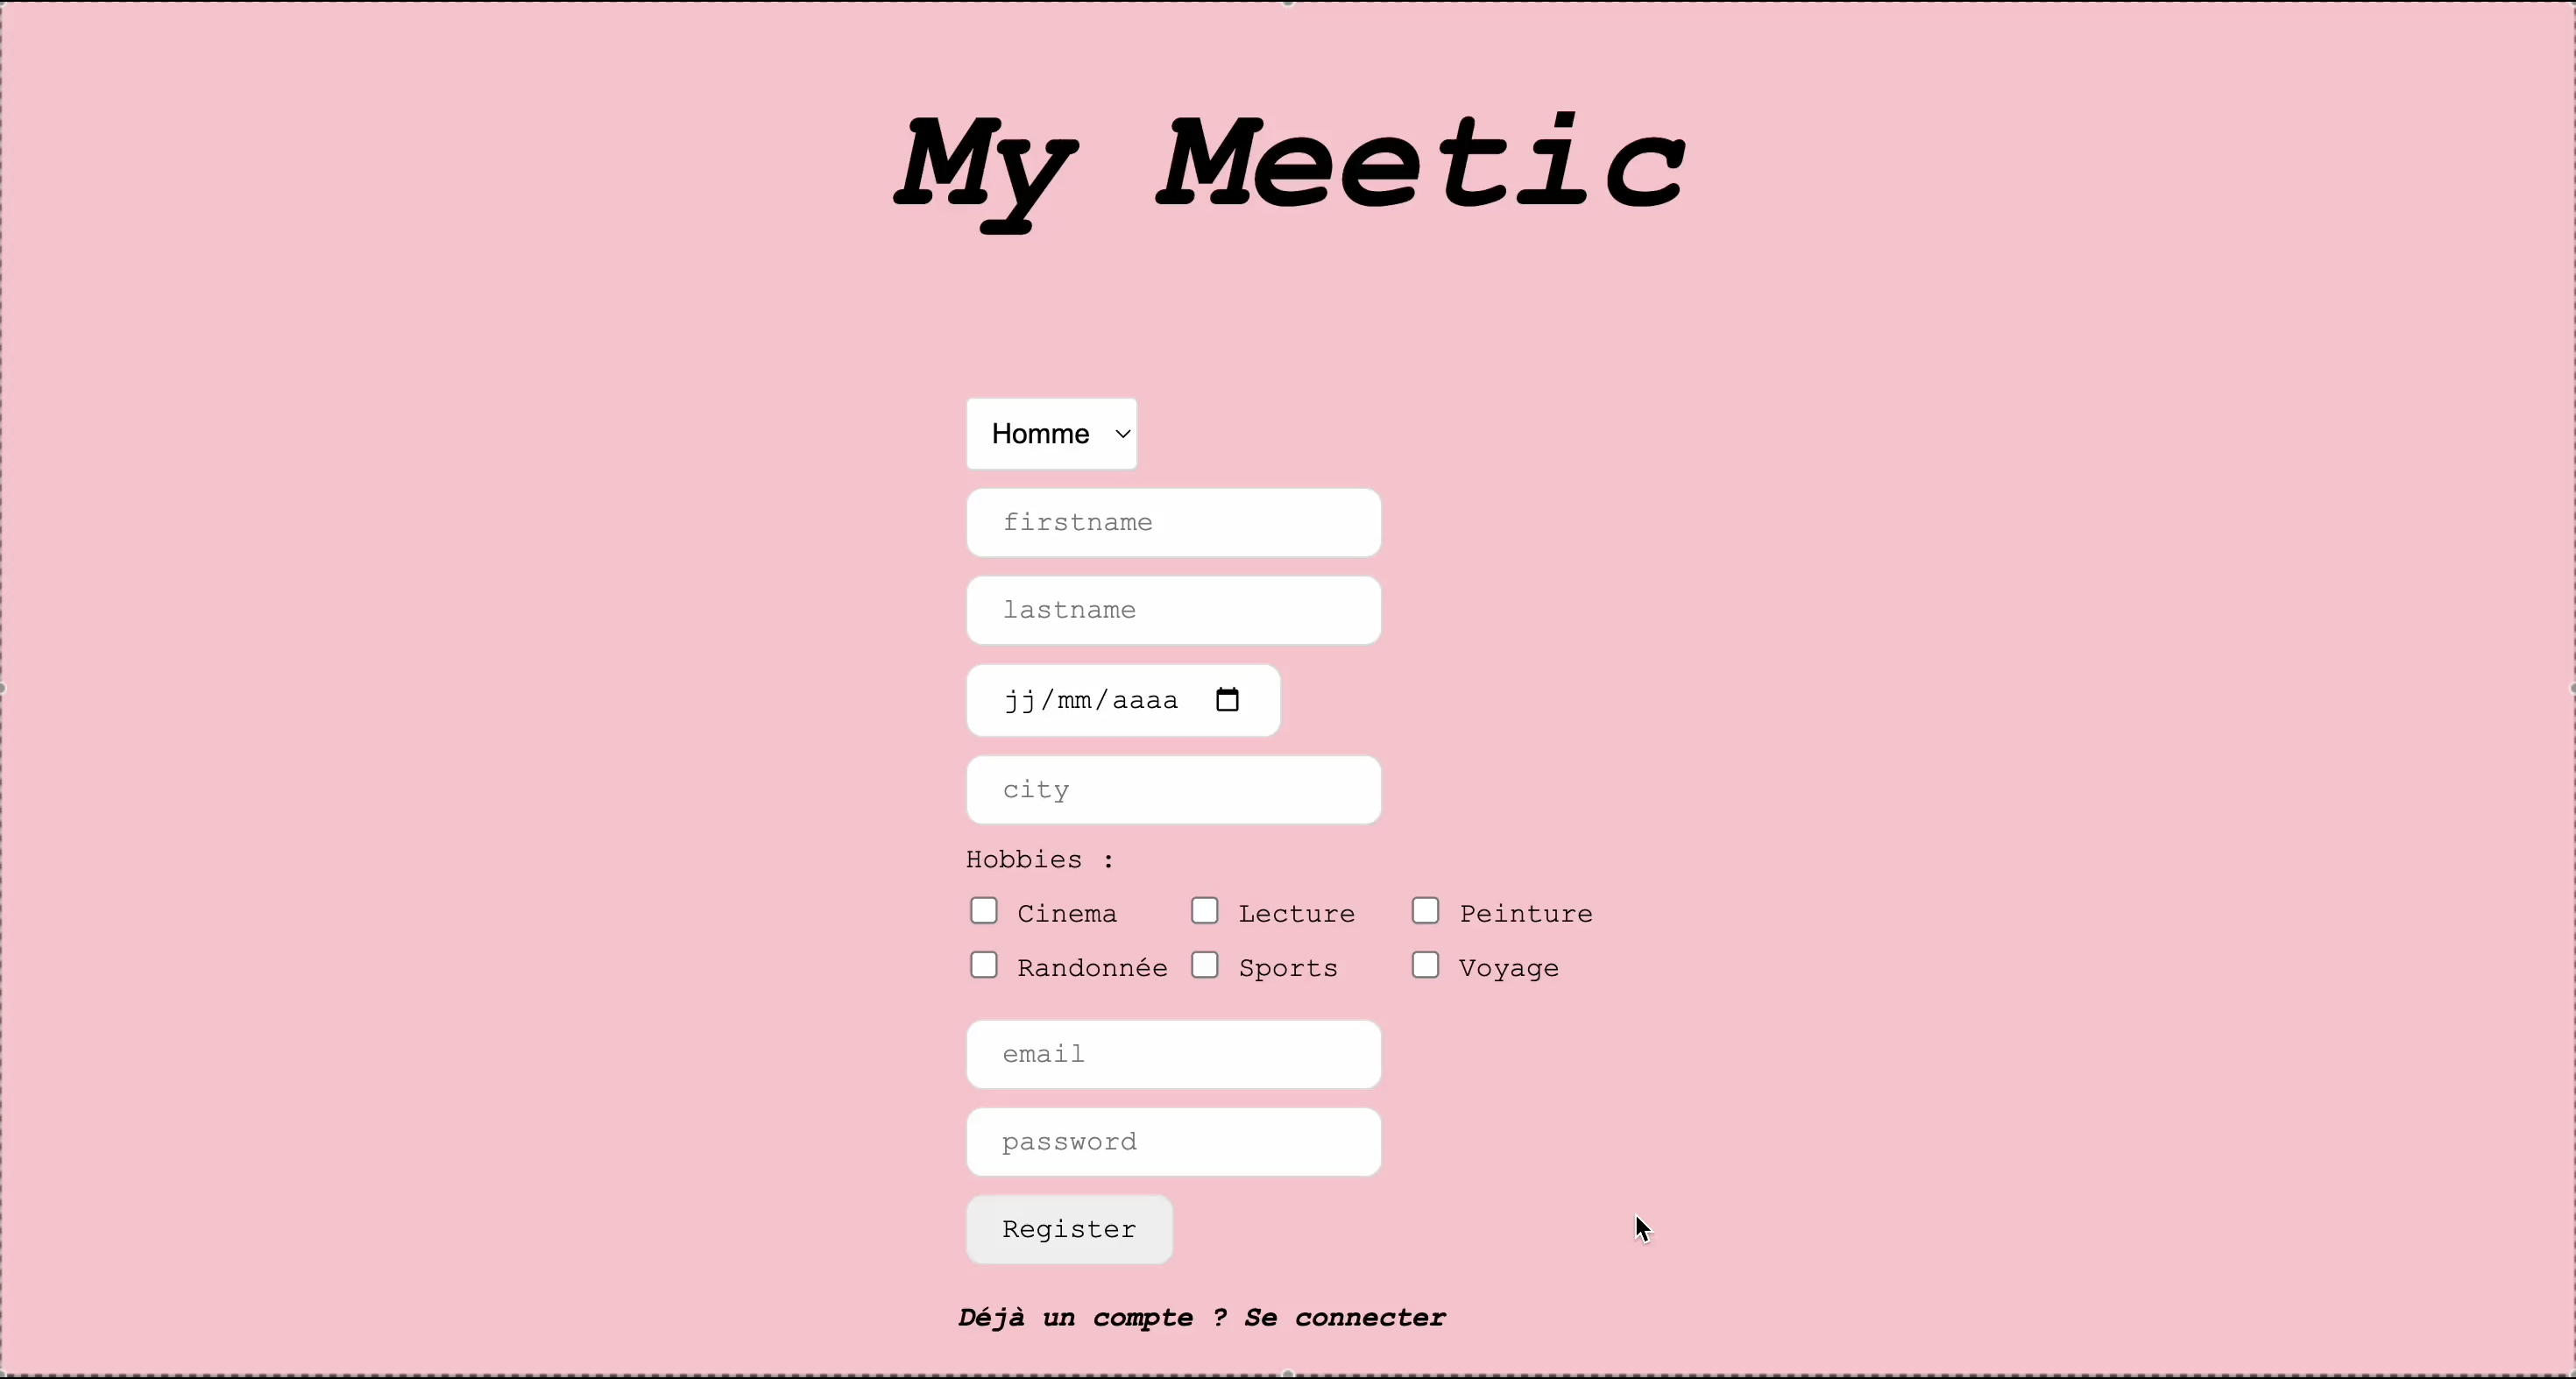 My Meetic
Homme
firstname
lastname
jj/mm/aaaa
city
Hobbies :
Cinema Lecture Peinture
Randonnée Sports Voyage
email
password
Register
Déjà un compte ? Se connecter